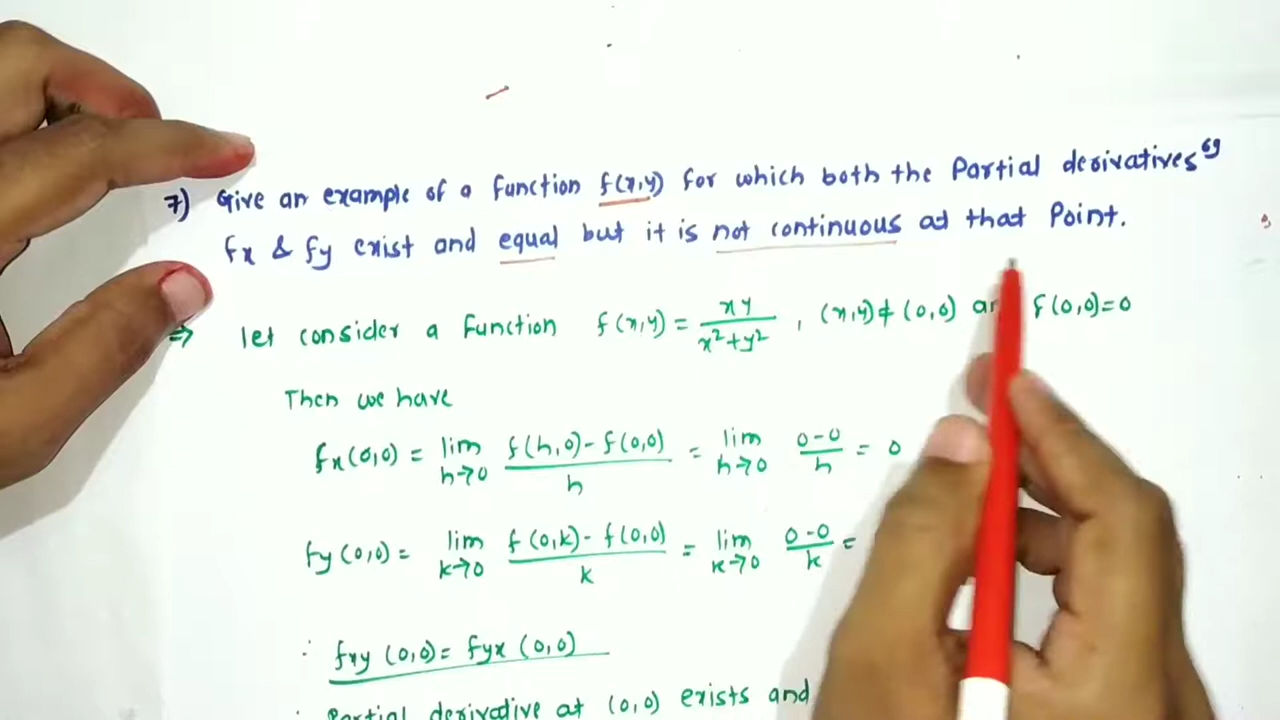 7) Give an example of a function f(x,y) for which both the Partial derivatives
fx & fy exist and equal but it is not continuous at that Point.
⇒ let consider a function f(x,y) = xy / x²+y² , (x,y) ≠ (0,0) an f(0,0)=0
Then we have
fx(0,0) = lim h→0 f(h,0) - f(0,0) / h = lim h→0 0-0 / h = 0
fy(0,0) = lim k→0 f(0,k) - f(0,0) / k = lim k→0 0-0 / k =
∴ fxy (0,0) = fyx (0,0)
∴ Partial derivative at (0,0) exists and